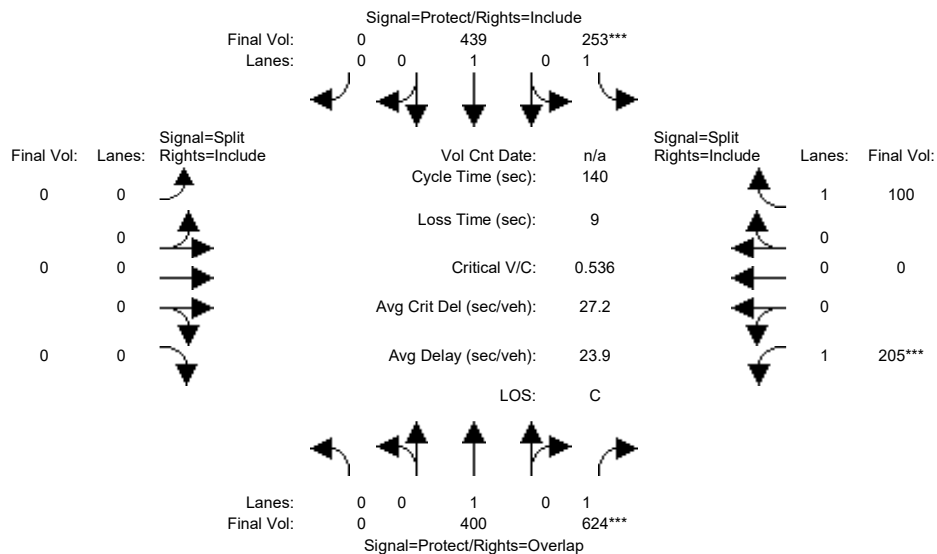 Signal=Protect/Rights=Include
Final Vol: 0 439 253***
Lanes: 0 0 1 0 1
Signal=Split
Final Vol: Lanes: Rights=Include
Vol Cnt Date: n/a
Signal=Split
Rights=Include Lanes: Final Vol:
Cycle Time (sec): 140
0 0
1 100
Loss Time (sec): 9
0
0
0 0
Critical V/C: 0.536
0 0
0
Avg Crit Del (sec/veh): 27.2
0
0 0
Avg Delay (sec/veh): 23.9
1 205***
LOS: C
Lanes: 0 0 1 0 1
Final Vol: 0 400 624***
Signal=Protect/Rights=Overlap